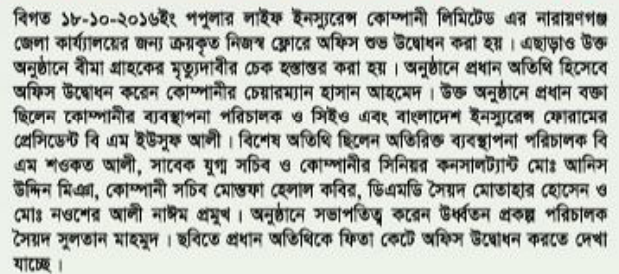 বিগত ১৮-১০-২০১৬ইং পপুলার লাইফ ইনস্যুরেন্স কোম্পানী লিমিটেড এর নারায়ণগঞ্জ
জেলা কার্য্যালয়ের জন্য ক্রয়কৃত নিজস্ব ফ্লোরে অফিস শুভ উদ্বোধন করা হয় । এছাড়াও উক্ত
অনুষ্ঠানে বীমা গ্রাহকের মৃত্যুদাবীর চেক হস্তান্তর করা হয় । অনুষ্ঠানে প্রধান অতিথি হিসেবে
অফিস উদ্বোধন করেন কোম্পানীর চেয়ারম্যান হাসান আহমেদ । উক্ত অনুষ্ঠানে প্রধান বক্তা
ছিলেন কোম্পানীর ব্যবস্থাপনা পরিচালক ও সিইও এবং বাংলাদেশ ইনস্যুরেন্স ফোরামের
প্রেসিডেন্ট বি এম ইউসুফ আলী । বিশেষ অতিথি ছিলেন অতিরিক্ত ব্যবস্থাপনা পরিচালক বি
এম শওকত আলী, সাবেক যুগ্ম সচিব ও কোম্পানীর সিনিয়র কনসালট্যান্ট মোঃ আনিস
উদ্দিন মিঞা, কোম্পানী সচিব মোস্তফা হেলাল কবির, ডিএমডি সৈয়দ মোতাহার হোসেন ও
মোঃ নওশের আলী নাঈম প্রমুখ । অনুষ্ঠানে সভাপতিত্ব করেন উর্ধ্বতন প্রকল্প পরিচালক
সৈয়দ সুলতান মাহমুদ । ছবিতে প্রধান অতিথিকে ফিতা কেটে অফিস উদ্বোধন করতে দেখা
যাচ্ছে ।